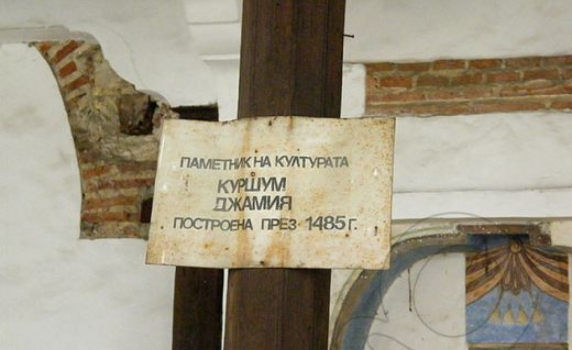 ПАМЕТНИК НА КУЛТУРАТА
КУРШУМ
ДЖАМИЯ
ПОСТРОЕНА ПРЕЗ 1485 Г.